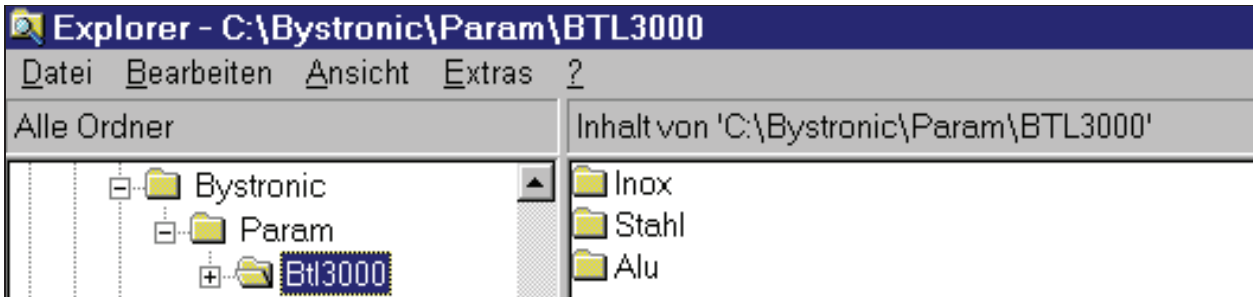 Explorer - C:\Bystronic\Param\BTL3000
Datei Bearbeiten Ansicht Extras ?
Alle Ordner
Inhalt von 'C:\Bystronic\Param\BTL3000'
Bystronic
Param
Btl3000
Inox
Stahl
Alu